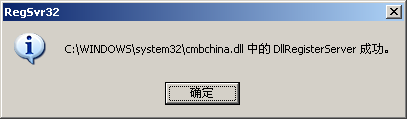 RegSvr32
C:\WINDOWS\system32\cmbchina.dll 中的 DllRegisterServer 成功。
确定